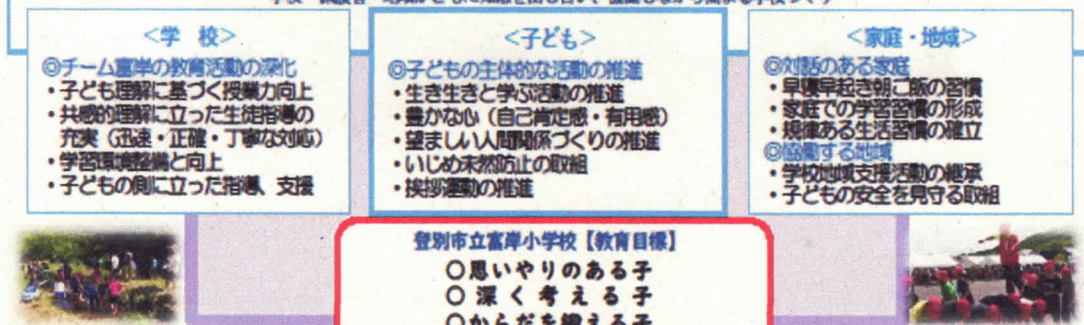 <学 校>
◎チーム富岸の教育活動の深化
・子ども理解に基づく授業力向上
・共感的理解に立った生徒指導の
充実（迅速・正確・丁寧な対応）
・学習環境整備と向上
・子どもの側に立った指導、支援
<子ども>
◎子どもの主体的な活動の推進
・生き生きと学ぶ活動の推進
・豊かな心（自己肯定感・有用感）
・望ましい人間関係づくりの推進
・いじめ未然防止の取組
・挨拶運動の推進
<家庭・地域>
◎対話のある家庭
・早寝早起き朝ご飯の習慣
・家庭での学習習慣の形成
・規律ある生活習慣の確立
◎協働する地域
・学校地域支援活動の継承
・子どもの安全を見守る取組
登別市立富岸小学校【教育目標】
○思いやりのある子
○深く考える子
○からだを鍛える子